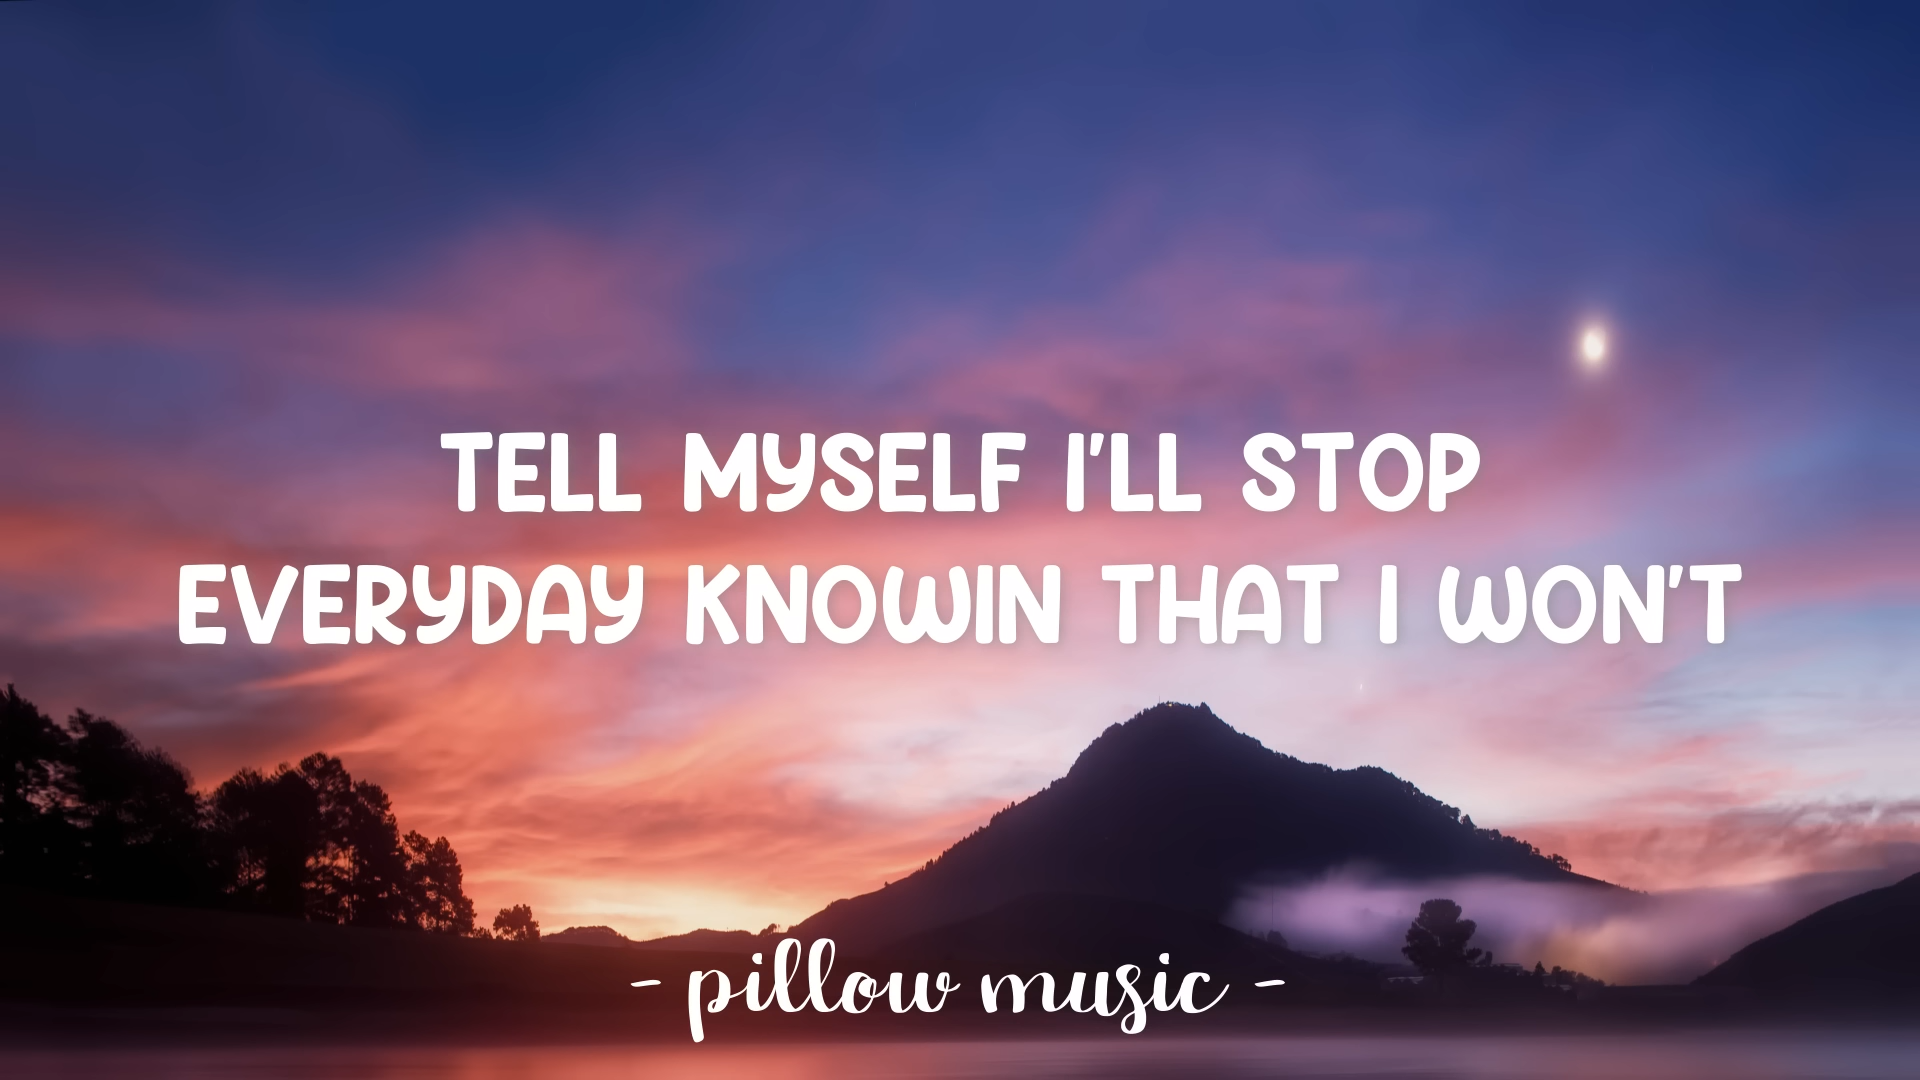 TELL MYSELF I'LL STOP
EVERYDAY KNOWIN THAT I WON'T
- pillow music -